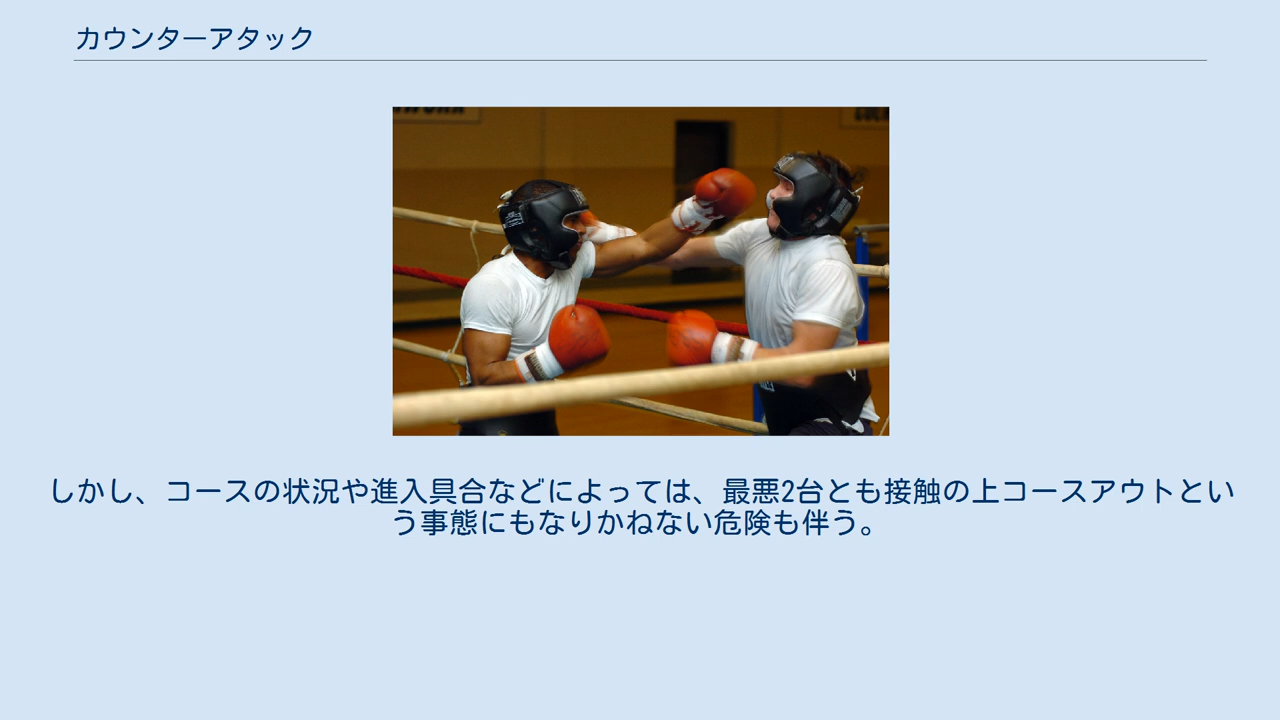 カウンターアタック
しかし、コースの状況や進入具合などによっては、最悪2台とも接触の上コースアウトとい
う事態にもなりかねない危険も伴う。